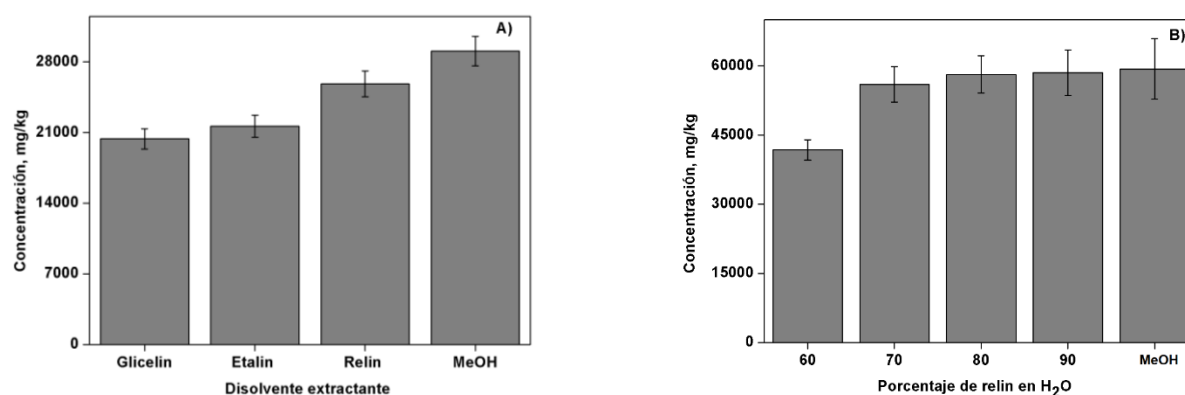 A)
Concentración, mg/kg
28000
21000
14000
7000
0
Glicelin Etalin Relin MeOH
Disolvente extractante
B)
Concentración, mg/kg
60000
45000
30000
15000
0
60 70 80 90 MeOH
Porcentaje de relin en H₂O